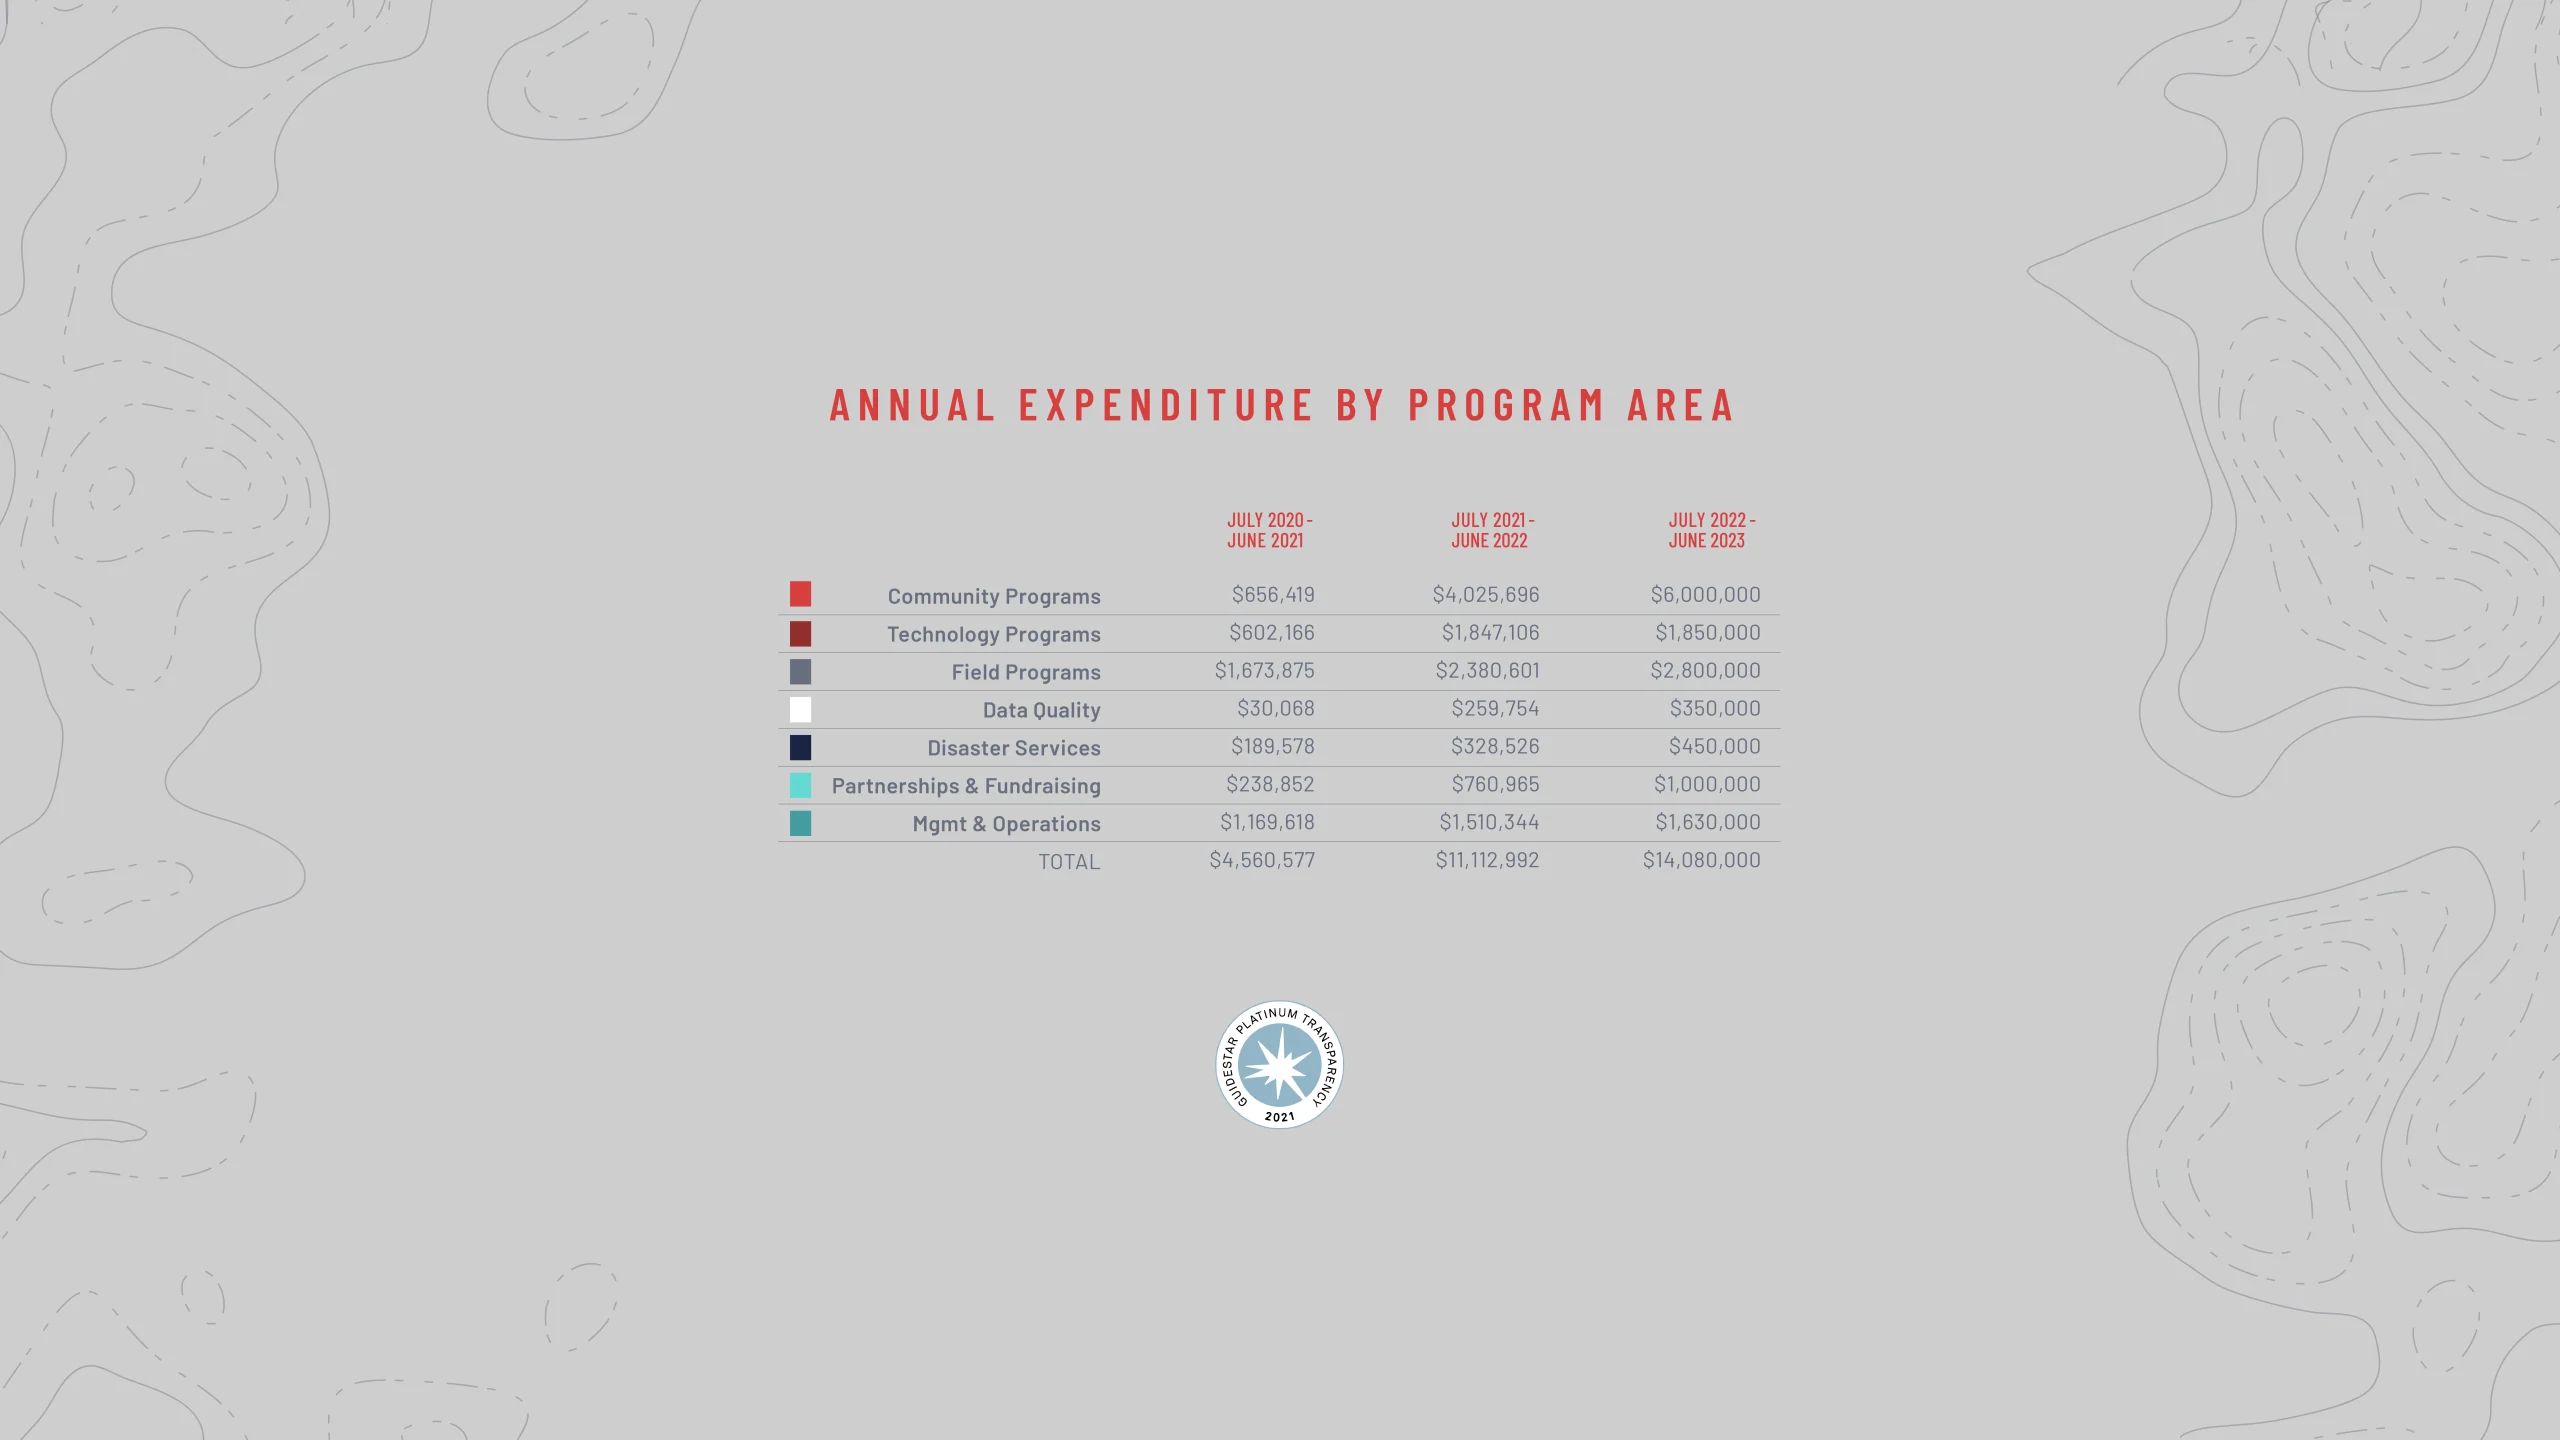 ANNUAL EXPENDITURE BY PROGRAM AREA
JULY 2020 - JULY 2021 - JULY 2022 -
JUNE 2021 JUNE 2022 JUNE 2023
Community Programs $656,419 $4,025,696 $6,000,000
Technology Programs $602,166 $1,847,106 $1,850,000
Field Programs $1,673,875 $2,380,601 $2,800,000
Data Quality $30,068 $259,754 $350,000
Disaster Services $189,578 $328,526 $450,000
Partnerships & Fundraising $238,852 $760,965 $1,000,000
Mgmt & Operations $1,169,618 $1,510,344 $1,630,000
TOTAL $4,560,577 $11,112,992 $14,080,000
GUIDESTAR PLATINUM TRANSPARENCY
2021